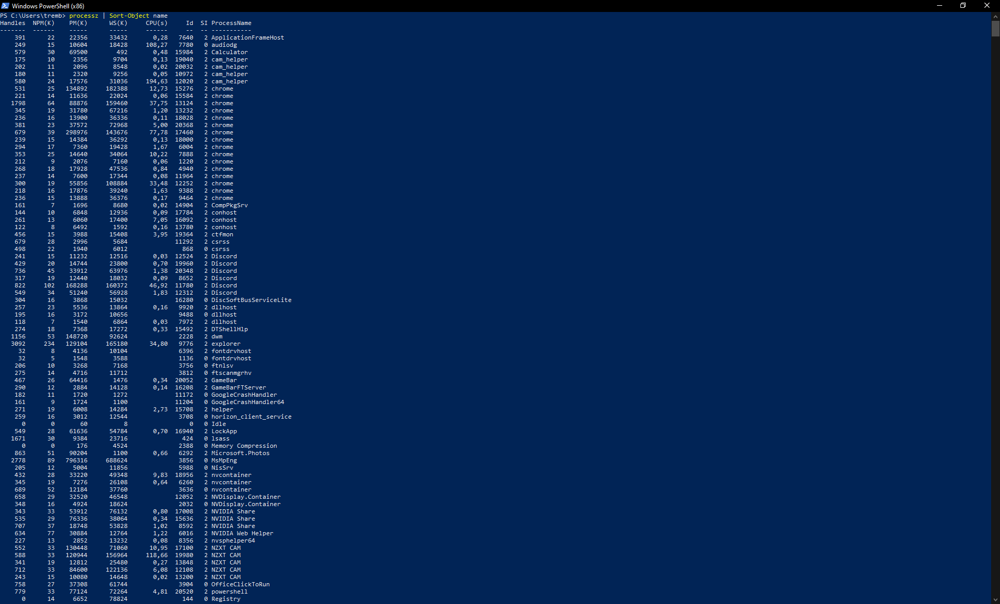 Windows PowerShell (x86)
PS C:\Users\tremb> processz | Sort-Object name
Handles  NPM(K)    PM(K)      WS(K)     CPU(s)     Id  SI ProcessName
-------  ------    -----      -----     ------     --  -- -----------
    391      22    22356      33432       0,28   7640   2 ApplicationFrameHost
    249      15    10604      18428     108,27   7780   0 audiodg
    579      30    69500        492       0,48  15984   2 Calculator
    175      10     2356       9704       0,13  19040   2 cam_helper
    202      11     2096       8548       0,02  20032   2 cam_helper
    180      11     2320       9256       0,05  10972   2 cam_helper
    580      24    17576      31036     194,63  12020   2 cam_helper
    531      25   134892     182388      12,73  15276   2 chrome
    221      14    11636      22024       0,06  15584   2 chrome
   1798      64    88876     159460      37,75  13124   2 chrome
    345      19    31780      67216       1,20  13232   2 chrome
    236      16    13900      36336       0,11  18028   2 chrome
    381      23    37572      72968       5,00  20368   2 chrome
    679      39   298976     143676      77,78  17460   2 chrome
    239      15    14384      36292       0,13  18000   2 chrome
    294      17     7360      19428       1,67   6004   2 chrome
    353      25    14640      34064      10,22   7888   2 chrome
    212       9     2076       7160       0,06   1220   2 chrome
    268      18    17928      47536       0,84   4940   2 chrome
    237      14     7600      17344       0,08  11964   2 chrome
    300      19    55856     108884      33,48  12252   2 chrome
    218      16    17876      39240       1,63   9388   2 chrome
    236      15    13888      36376       0,17   9464   2 chrome
    161       7     1696       8680       0,02  14904   2 CompPkgSrv
    144      10     6848      12936       0,09  17784   2 conhost
    261      13     6060      17400       7,05  16092   2 conhost
    122       8     6492       1592       0,16  13780   2 conhost
    456      15     3988      15408       3,95  19364   2 ctfmon
    679      28     2996       5684             11292   2 csrss
    498      22     1940       6012               868   0 csrss
    241      15    11232      12516       0,03  12524   2 Discord
    429      20    14744      23800       0,70  19960   2 Discord
    736      45    33912      63976       1,38  20348   2 Discord
    317      19    12440      18032       0,09   8652   2 Discord
    822     102   168288     160372      46,92  11780   2 Discord
    549      34    51240      56928       1,83  12312   2 Discord
    304      16     3868      15032             16280   0 DiscSoftBusServiceLite
    257      23     5536      13864       0,16   9920   2 dllhost
    195      16     3172      10656              9488   0 dllhost
    118       7     1540       6864       0,03   7972   2 dllhost
    274      18     7368      17272       0,33  15492   2 DTShellHlp
   1156      53   148720      92624              2228   2 dwm
   3092     234   129104     165180      34,80   9776   2 explorer
     32       8     4136      10104              6396   2 fontdrvhost
     32       5     1548       3588              1136   0 fontdrvhost
    206      10     3268       7168              3756   0 ftnlsv
    275      14     4716      11712              3812   0 ftscanmgrhv
    467      26    64416       1476       0,34  20052   2 GameBar
    290      12     2884      14128       0,14  16208   2 GameBarFTServer
    182      11     1720       1272             11172   0 GoogleCrashHandler
    161       9     1724       1100             11204   0 GoogleCrashHandler64
    271      19     6008      14284       2,73  15708   2 helper
    259      16     3012      12544              3708   0 horizon_client_service
      0       0       60          8                 0   0 Idle
    549      28    61636      54784       0,70  16940   2 LockApp
   1671      30     9384      23716               424   0 lsass
      0       0      176       4524              2388   0 Memory Compression
    863      51    90204       1100       0,66   6292   2 Microsoft.Photos
   2778      89   796316     688624              3856   0 MsMpEng
    205      12     5004      11856              5988   0 NisSrv
    432      28    33220      49348       9,83  18956   2 nvcontainer
    345      19     7276      26108       0,64   6260   2 nvcontainer
    689      52    12184      37760              3636   0 nvcontainer
    658      29    32520      46548             12052   2 NVDisplay.Container
    348      16     4924      18624              2032   0 NVDisplay.Container
    343      33    53912      76132       0,80  17008   2 NVIDIA Share
    535      29    76336      38064       0,34  15636   2 NVIDIA Share
    707      37    18748      53828       1,02   8592   2 NVIDIA Share
    634      77    30884      12764       1,22   6016   2 NVIDIA Web Helper
    227      13     2852      13232       0,08   8356   2 nvsphelper64
    552      33   130448      71060      10,95  17100   2 NZXT CAM
    588      33   120944     156964     118,66  19980   2 NZXT CAM
    341      19    12812      25480       0,27  13848   2 NZXT CAM
    712      33    84600     122136       6,08  12108   2 NZXT CAM
    243      15    10080      14648       0,02  13200   2 NZXT CAM
    758      27    37308      61744              3904   0 OfficeClickToRun
    779      33    77124      72264       4,81  20520   2 powershell
      0      14     6652      78824               144   0 Registry